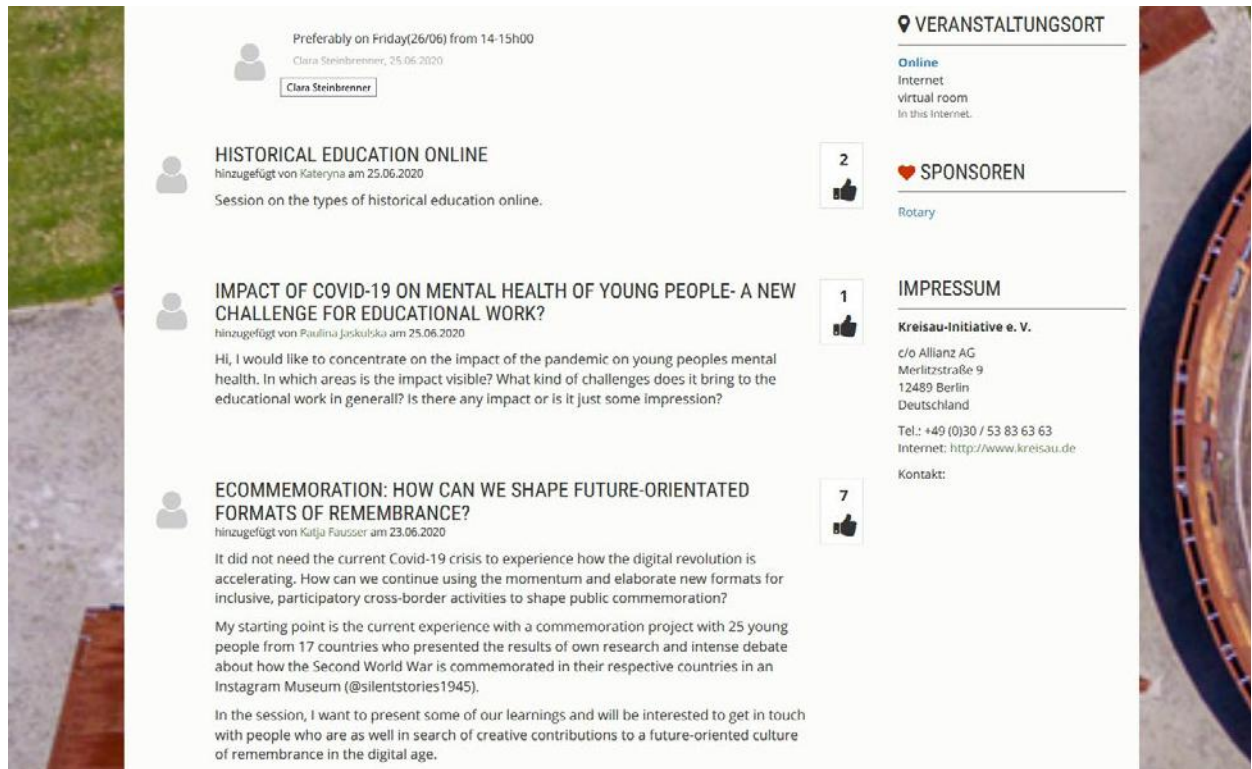 Preferably on Friday(26/06) from 14-15h00
Clara Steinbrenner, 25.06.2020
Clara Steinbrenner
HISTORICAL EDUCATION ONLINE
hinzugefügt von Kateryna am 25.06.2020
Session on the types of historical education online.
2
IMPACT OF COVID-19 ON MENTAL HEALTH OF YOUNG PEOPLE- A NEW
CHALLENGE FOR EDUCATIONAL WORK?
hinzugefügt von Paulina Jaskulska am 25.06.2020
Hi, I would like to concentrate on the impact of the pandemic on young peoples mental
health. In which areas is the impact visible? What kind of challenges does it bring to the
educational work in generall? Is there any impact or is it just some impression?
1
ECOMMEMORATION: HOW CAN WE SHAPE FUTURE-ORIENTATED
FORMATS OF REMEMBRANCE?
hinzugefügt von Katja Fausser am 23.06.2020
It did not need the current Covid-19 crisis to experience how the digital revolution is
accelerating. How can we continue using the momentum and elaborate new formats for
inclusive, participatory cross-border activities to shape public commemoration?
My starting point is the current experience with a commemoration project with 25 young
people from 17 countries who presented the results of own research and intense debate
about how the Second World War is commemorated in their respective countries in an
Instagram Museum (@silentstories1945).
In the session, I want to present some of our learnings and will be interested to get in touch
with people who are as well in search of creative contributions to a future-oriented culture
of remembrance in the digital age.
7
VERANSTALTUNGSORT
Online
Internet
virtual room
In this Internet.
SPONSOREN
Rotary
IMPRESSUM
Kreisau-Initiative e. V.
c/o Allianz AG
Merlitzstraße 9
12489 Berlin
Deutschland
Tel.: +49 (0)30 / 53 83 63 63
Internet: http://www.kreisau.de
Kontakt: